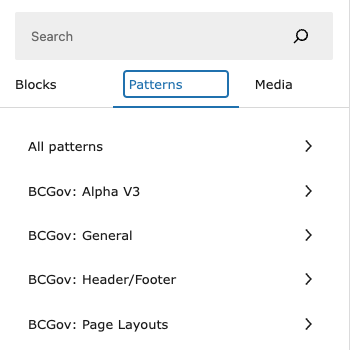 Search
Blocks Patterns Media
All patterns
BCGov: Alpha V3
BCGov: General
BCGov: Header/Footer
BCGov: Page Layouts